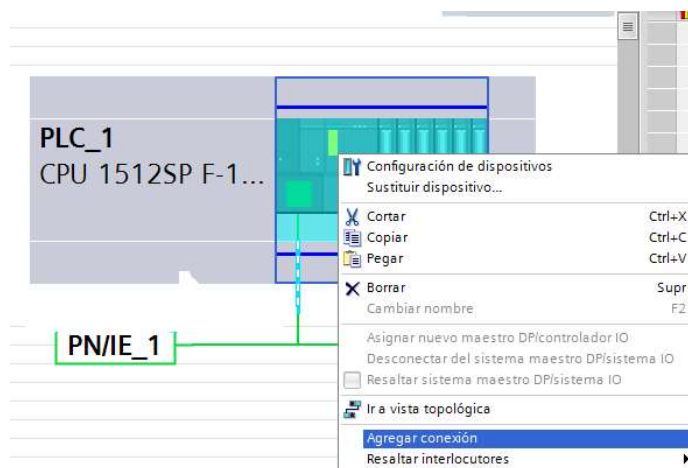 PLC_1
CPU 1512SP F-1...
PN/IE_1
Configuración de dispositivos
Sustituir dispositivo...
Cortar Ctrl+X
Copiar Ctrl+C
Pegar Ctrl+V
Borrar Supr
Cambiar nombre F2
Asignar nuevo maestro DP/controlador IO
Desconectar del sistema maestro DP/sistema IO
Resaltar sistema maestro DP/sistema IO
Ir a vista topológica
Agregar conexión
Resaltar interlocutores